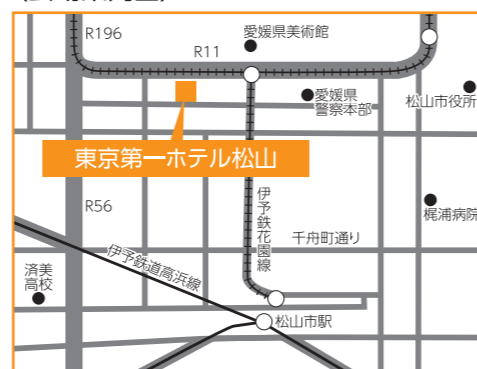 愛媛県美術館
R196
R11
愛媛県
警察本部
松山市役所
東京第一ホテル松山
R56
伊予鉄花園線
梶浦病院
千舟町通り
伊予鉄道高浜線
済美
高校
松山市駅